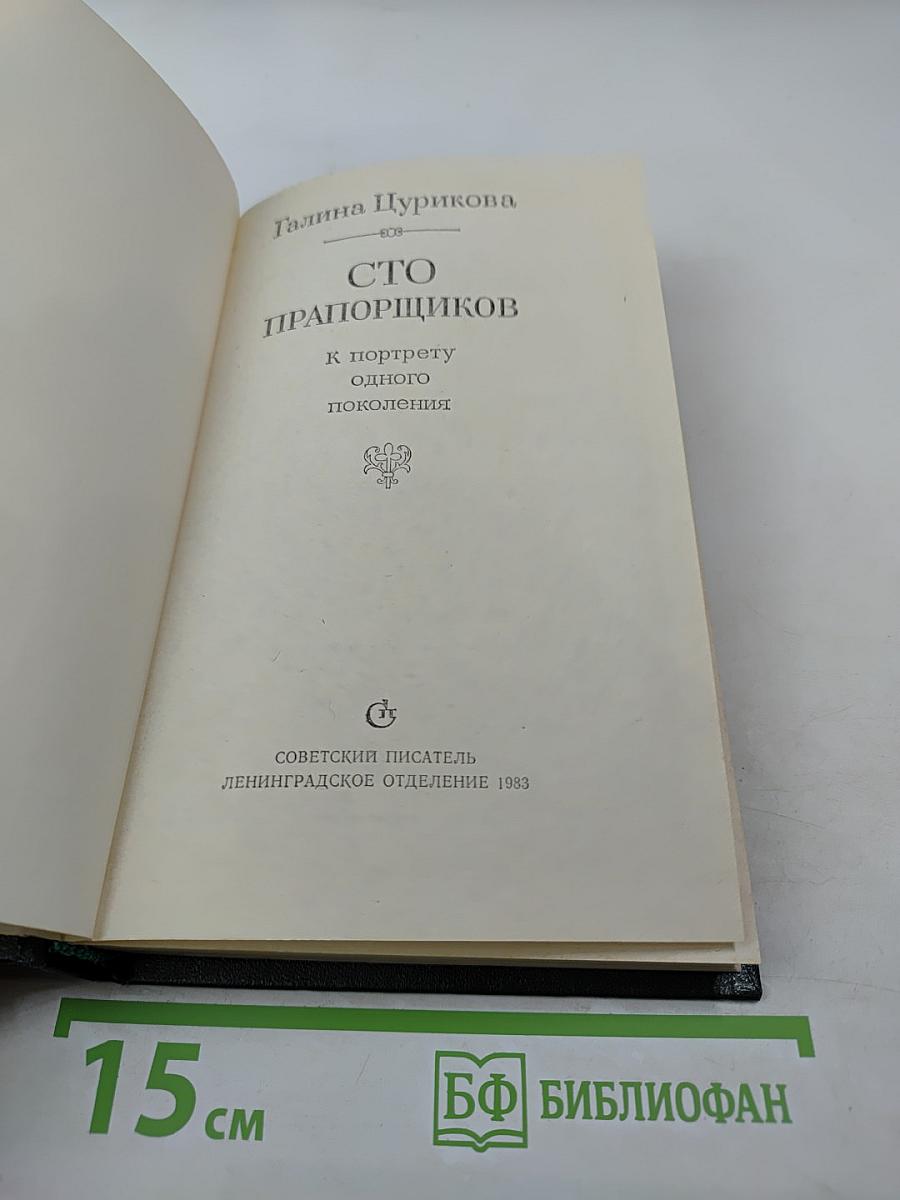 Галина Цурикова
СТО
ПРАПОРЩИКОВ
К портрету
одного
поколения
СОВЕТСКИЙ ПИСАТЕЛЬ
ЛЕНИНГРАДСКОЕ ОТДЕЛЕНИЕ 1983
15 см
БФ БИБЛИОФАН